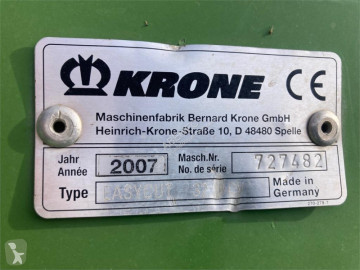 KRONE CE
Maschinenfabrik Bernard Krone GmbH
Heinrich-Krone-Straße 10, D 48480 Spelle
Jahr Année 2007 Masch.Nr. No. de série 727482
Type Made in Germany